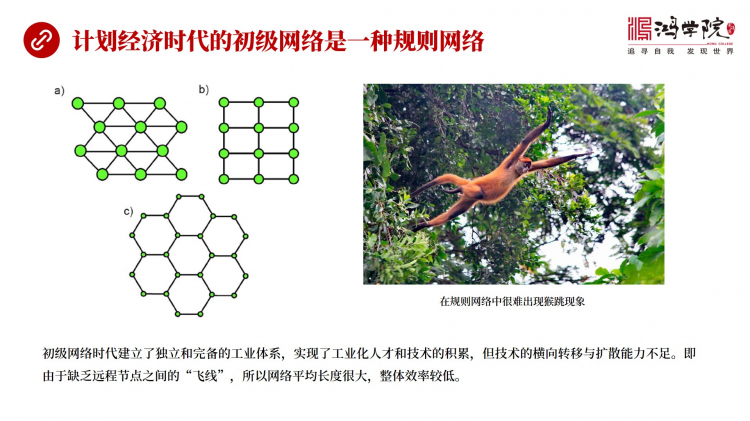 计划经济时代的初级网络是一种规则网络
鸿学院
HONG COLLEGE
追寻自我 发现世界
a)
b)
c)
在规则网络中很难出现猴跳现象
初级网络时代建立了独立和完备的工业体系，实现了工业化人才和技术的积累，但技术的横向转移与扩散能力不足。即
由于缺乏远程节点之间的“飞线”，所以网络平均长度很大，整体效率较低。